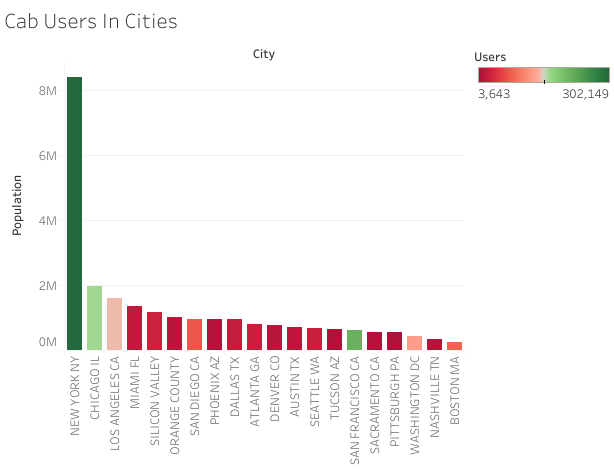 Cab Users In Cities
City
Users
3,643 302,149
Population
8M
6M
4M
2M
0M
NEW YORK NY
CHICAGO IL
LOS ANGELES CA
MIAMI FL
SILICON VALLEY
ORANGE COUNTY
SAN DIEGO CA
PHOENIX AZ
DALLAS TX
ATLANTA GA
DENVER CO
AUSTIN TX
SEATTLE WA
TUCSON AZ
SAN FRANCISCO CA
SACRAMENTO CA
PITTSBURGH PA
WASHINGTON DC
NASHVILLE TN
BOSTON MA